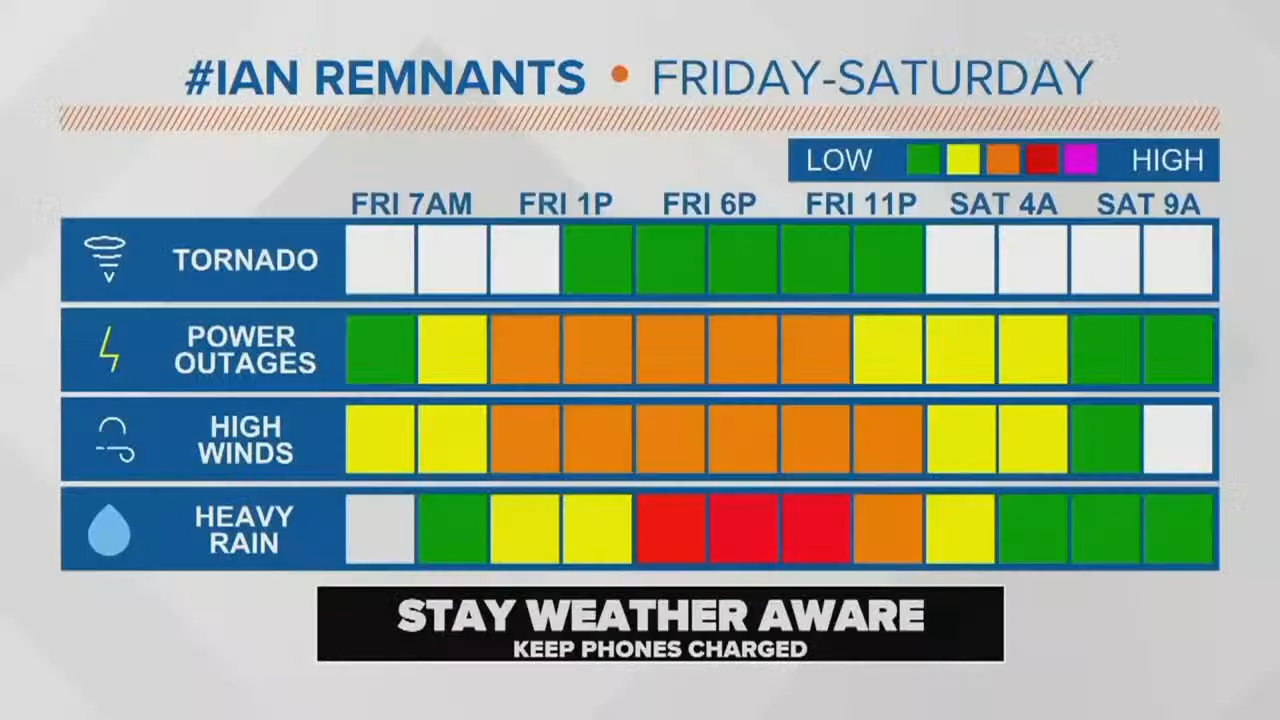 #IAN REMNANTS • FRIDAY-SATURDAY
LOW HIGH
FRI 7AM FRI 1P FRI 6P FRI 11P SAT 4A SAT 9A
TORNADO
POWER
OUTAGES
HIGH
WINDS
HEAVY
RAIN
STAY WEATHER AWARE
KEEP PHONES CHARGED